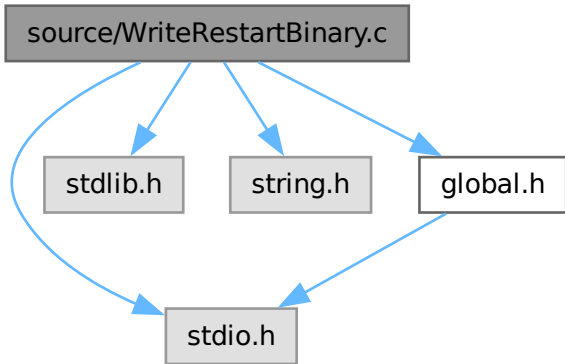 source/WriteRestartBinary.c
stdlib.h
string.h
global.h
stdio.h